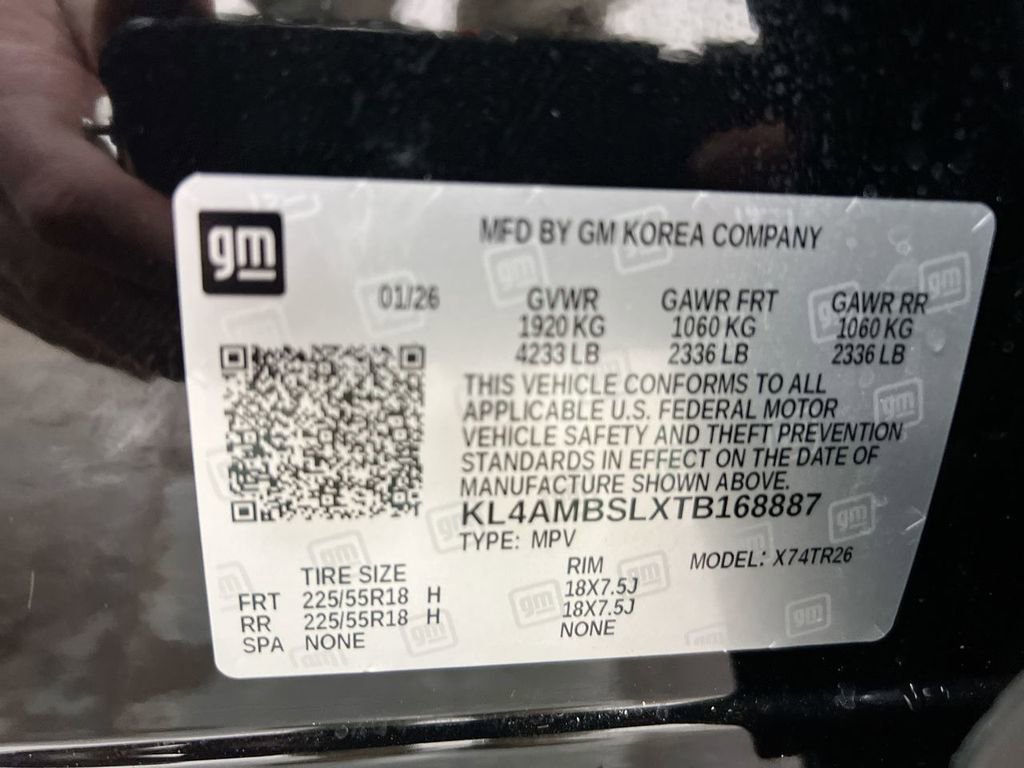 gm
MFD BY GM KOREA COMPANY
01/26 GVWR GAWR FRT GAWR RR
1920 KG 1060 KG 1060 KG
4233 LB 2336 LB 2336 LB
THIS VEHICLE CONFORMS TO ALL
APPLICABLE U.S. FEDERAL MOTOR
VEHICLE SAFETY AND THEFT PREVENTION
STANDARDS IN EFFECT ON THE DATE OF
MANUFACTURE SHOWN ABOVE.
KL4AMBSLXTB168887
TYPE: MPV MODEL: X74TR26
TIRE SIZE RIM
FRT 225/55R18 H 18X7.5J
RR 225/55R18 H 18X7.5J
SPA NONE NONE